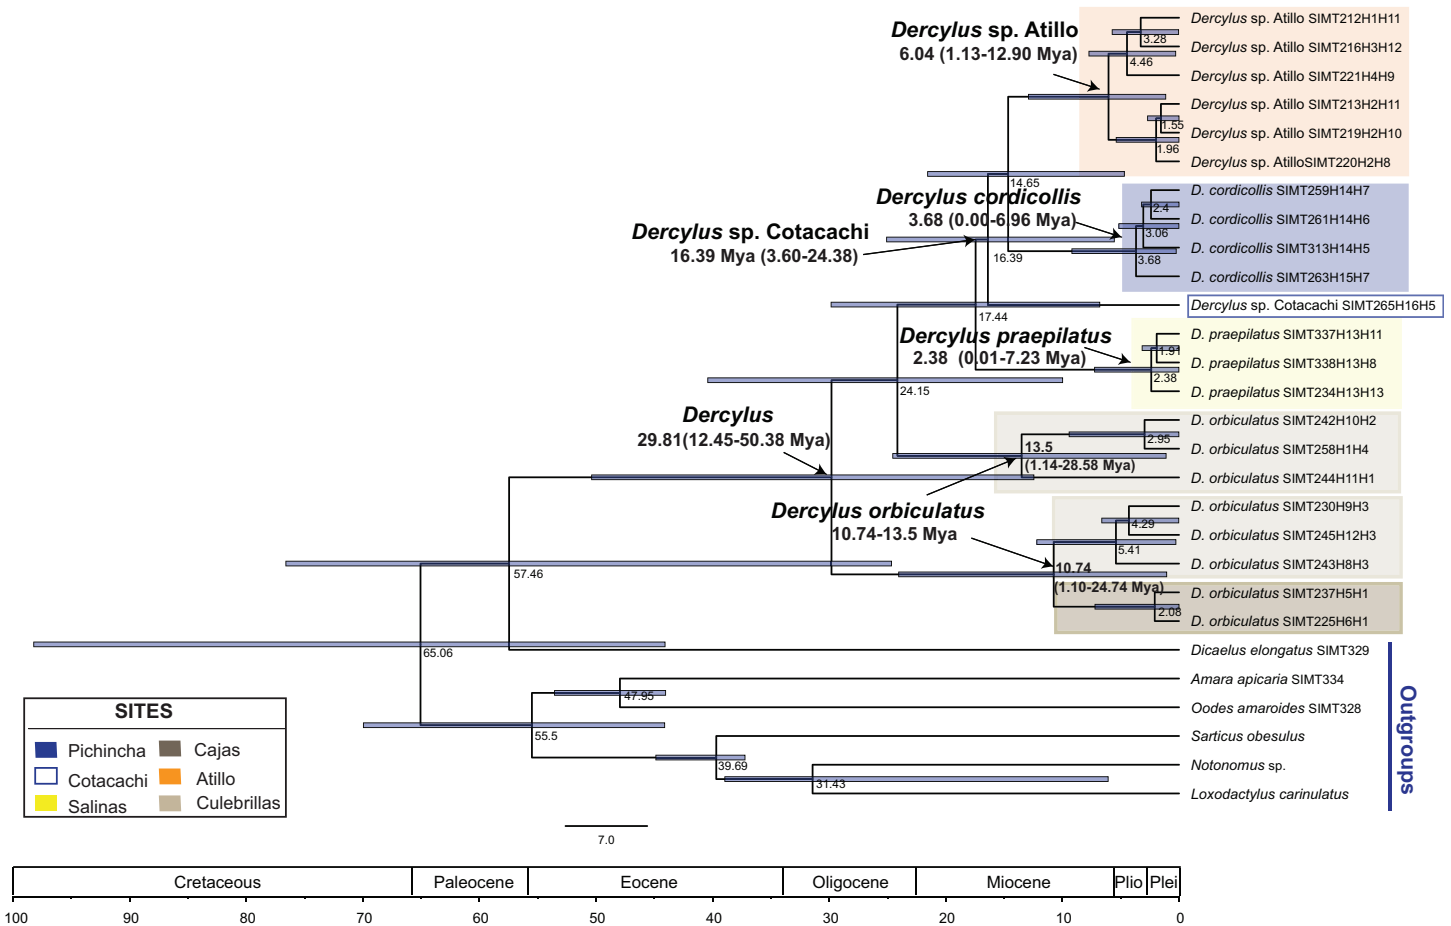 Dercylus sp. Atillo
6.04 (1.13-12.90 Mya)
Dercylus sp. Atillo SIMT212H1H11
3.28
Dercylus sp. Atillo SIMT216H3H12
4.46
Dercylus sp. Atillo SIMT221H4H9
Dercylus sp. Atillo SIMT213H2H11
1.55
Dercylus sp. Atillo SIMT219H2H10
1.96
Dercylus sp. AtilloSIMT220H2H8
14.65
Dercylus cordicollis
3.68 (0.00-6.96 Mya)
D. cordicollis SIMT259H14H7
2.4
D. cordicollis SIMT261H14H6
3.06
D. cordicollis SIMT313H14H5
3.68
D. cordicollis SIMT263H15H7
Dercylus sp. Cotacachi
16.39 Mya (3.60-24.38)
16.39
Dercylus sp. Cotacachi SIMT265H16H5
17.44
Dercylus praepilatus
2.38 (0.01-7.23 Mya)
D. praepilatus SIMT337H13H11
1.91
D. praepilatus SIMT338H13H8
2.38
D. praepilatus SIMT234H13H13
24.15
Dercylus
29.81(12.45-50.38 Mya)
D. orbiculatus SIMT242H10H2
2.95
13.5
(1.14-28.58 Mya)
D. orbiculatus SIMT258H1H4
D. orbiculatus SIMT244H11H1
Dercylus orbiculatus
10.74-13.5 Mya
D. orbiculatus SIMT230H9H3
4.29
D. orbiculatus SIMT245H12H3
5.41
D. orbiculatus SIMT243H8H3
10.74
(1.10-24.74 Mya)
D. orbiculatus SIMT237H5H1
2.08
D. orbiculatus SIMT225H6H1
57.46
Dicaelus elongatus SIMT329
65.06
Amara apicaria SIMT334
47.95
Oodes amaroides SIMT328
55.5
Sarticus obesulus
39.69
Notonomus sp.
31.43
Loxodactylus carinulatus
Outgroups
SITES
Pichincha
Cajas
Cotacachi
Atillo
Salinas
Culebrillas
7.0
Cretaceous Paleocene Eocene Oligocene Miocene Plio Plei
100 90 80 70 60 50 40 30 20 10 0